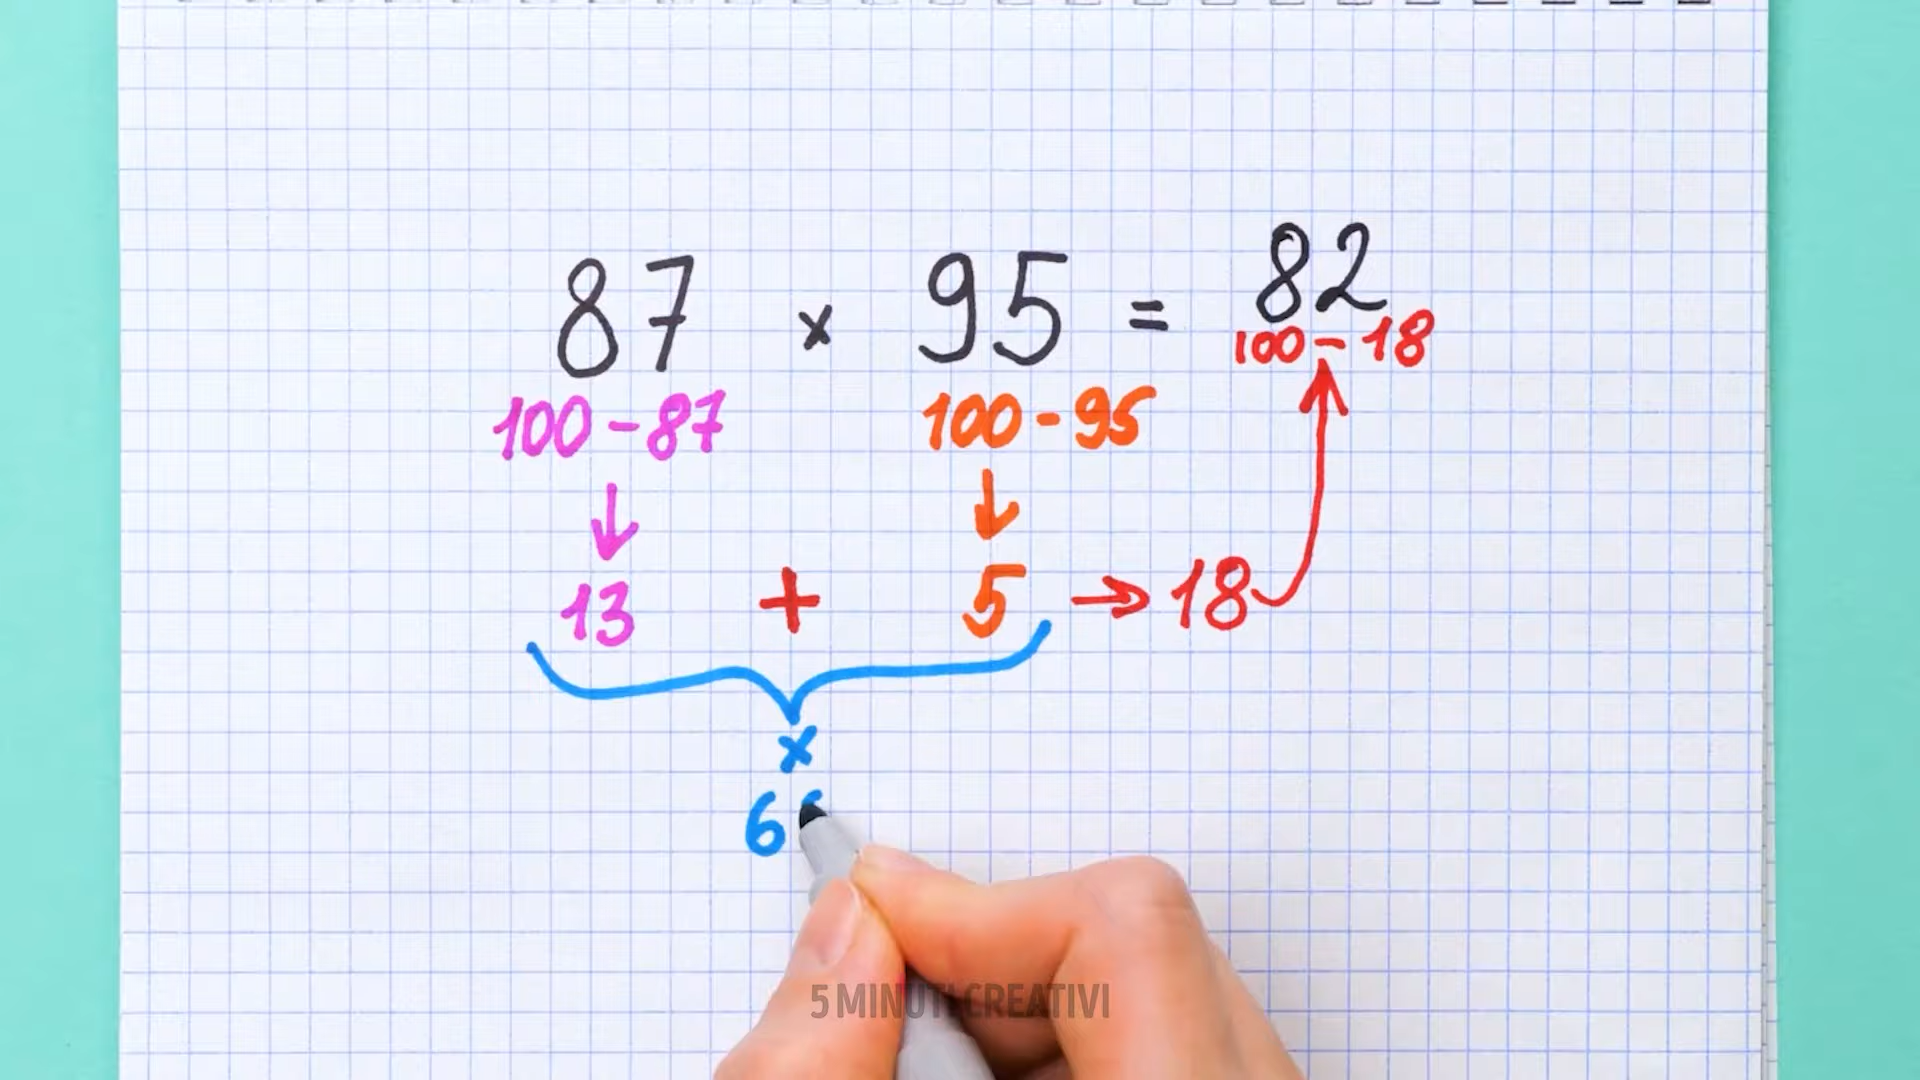 87 x 95 = 82
100-87 100-95 100-18
13 + 5 → 18
x
6
5 MINUTI CREATIVI